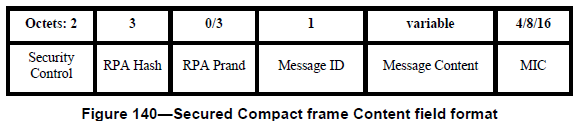 Octets: 2 3 0/3 1 variable 4/8/16
Security
Control RPA Hash RPA Prand Message ID Message Content MIC
Figure 140—Secured Compact frame Content field format